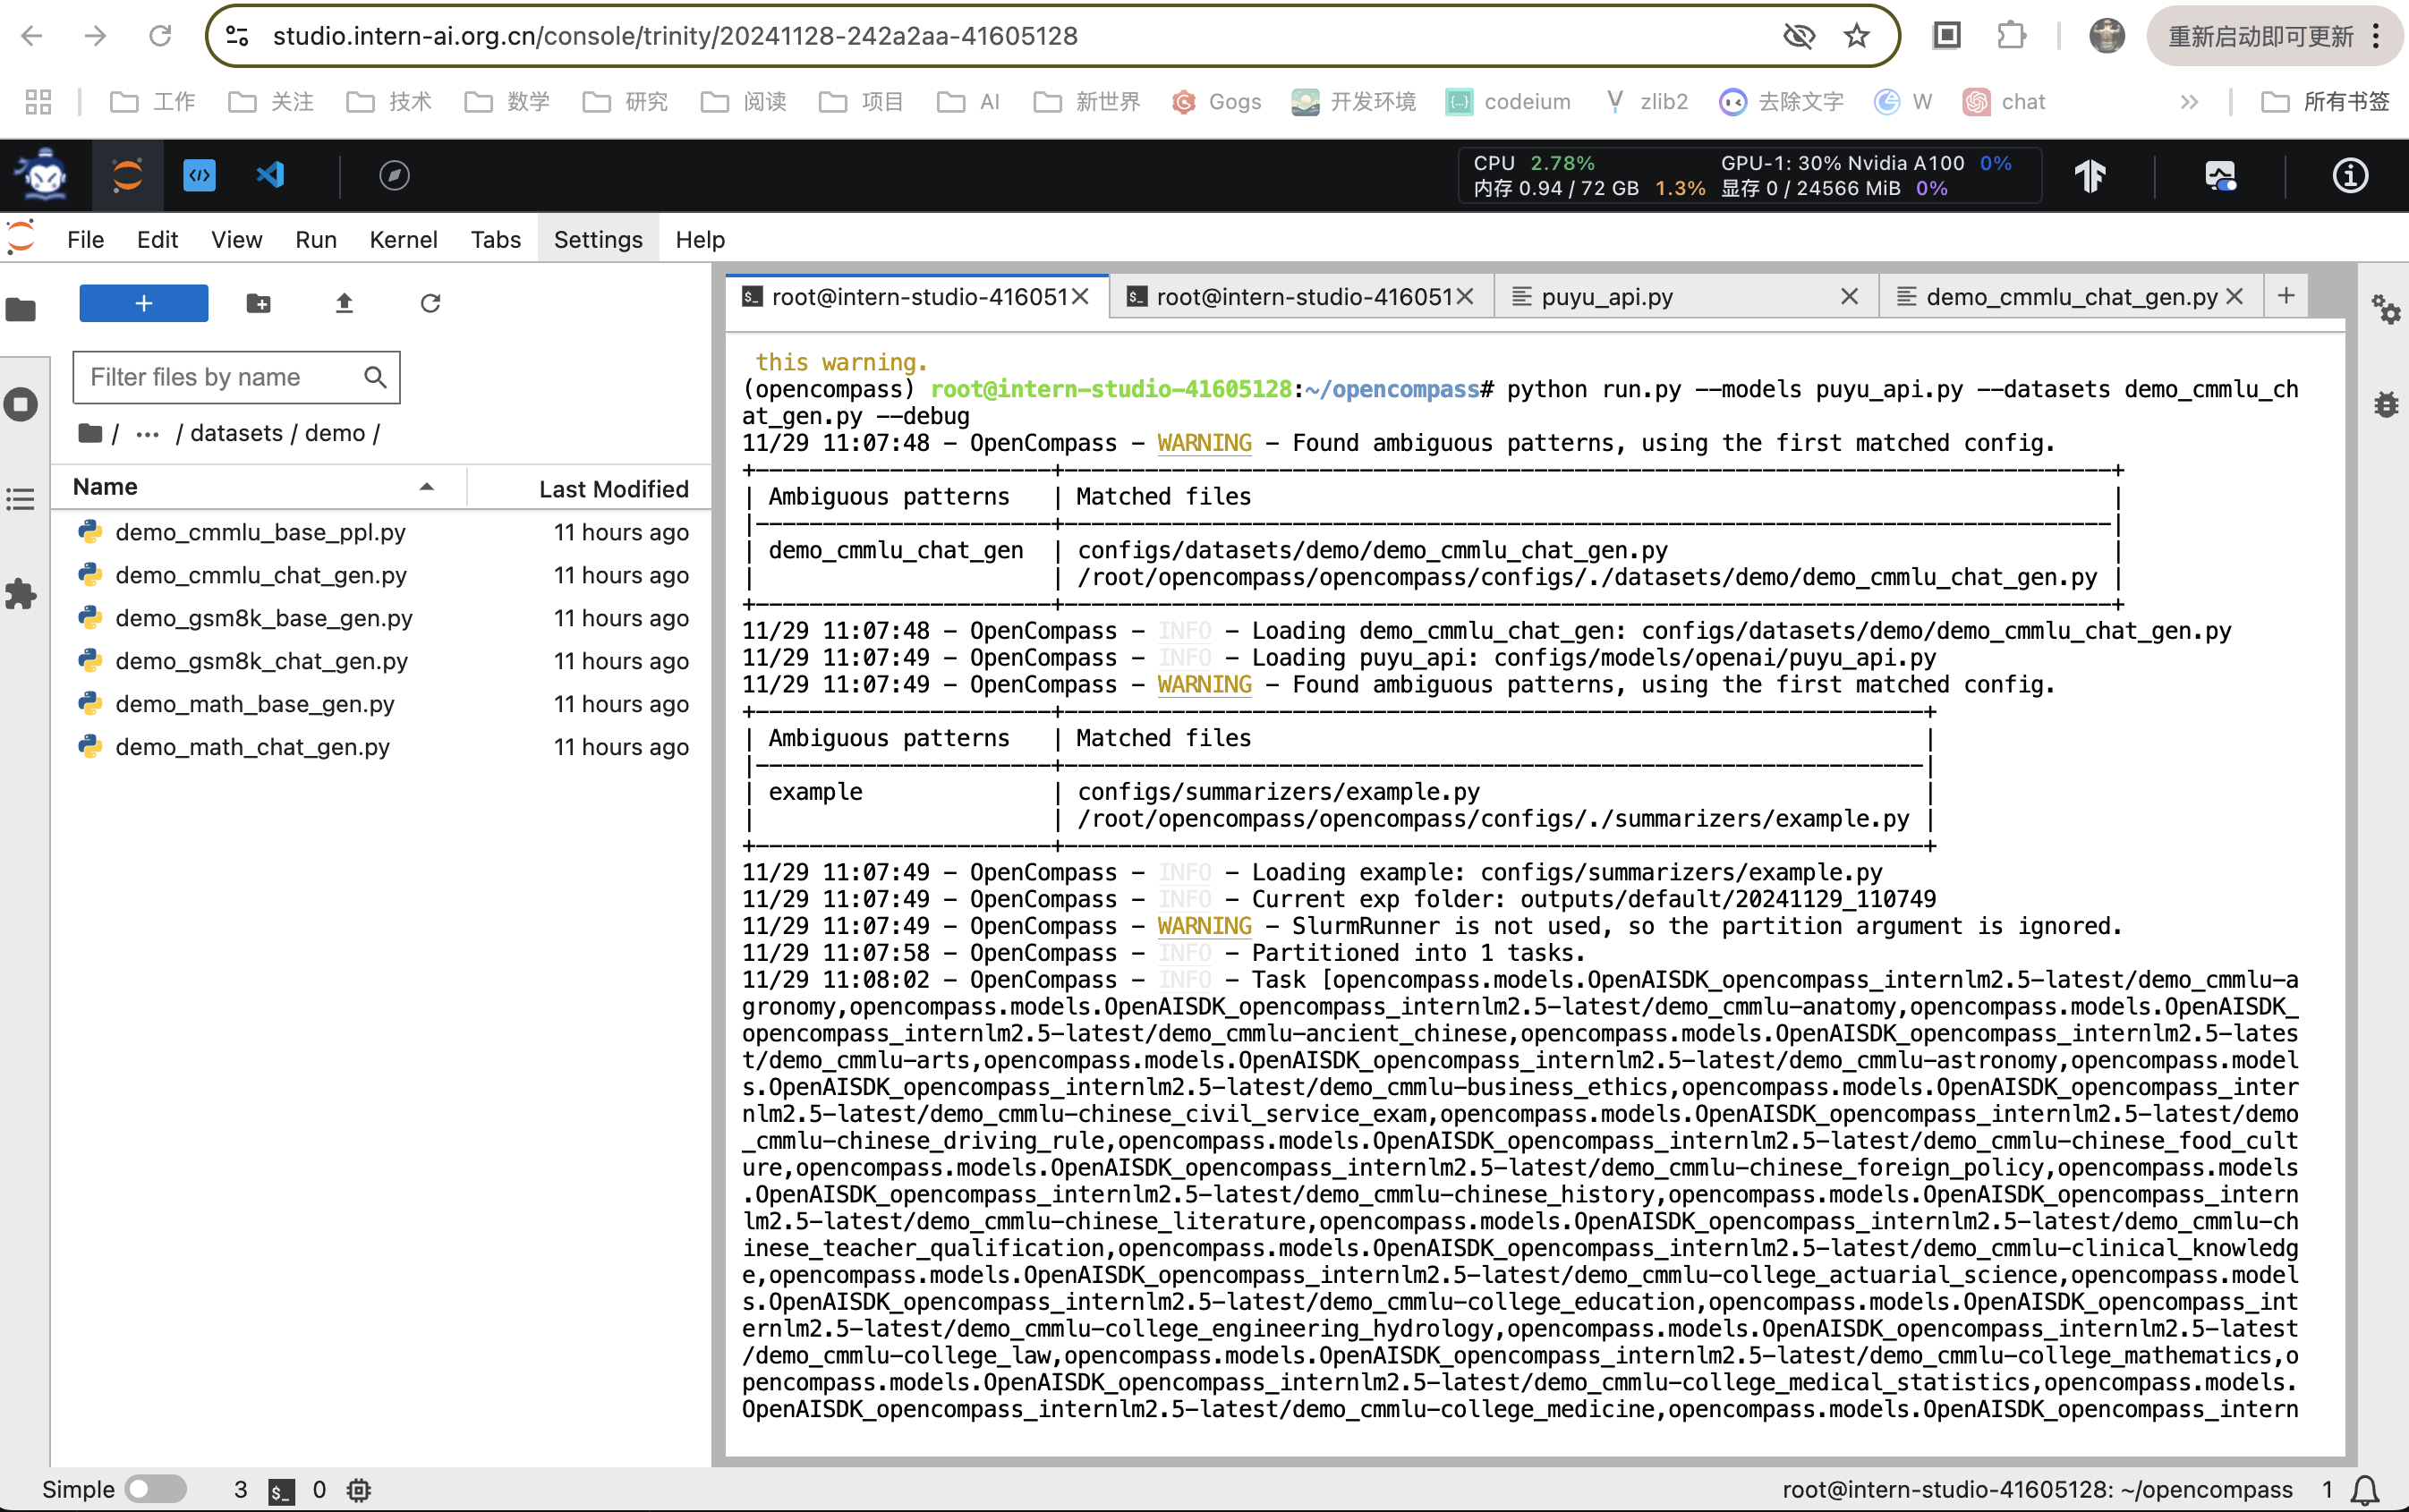 studio.intern-ai.org.cn/console/trinity/20241128-242a2aa-41605128
重新启动即可更新
工作 关注 技术 数学 研究 阅读 项目 AI 新世界 Gogs 开发环境 codeium zlib2 去除文字 W chat » 所有书签
CPU 2.78% GPU-1: 30% Nvidia A100 0%
内存 0.94 / 72 GB 1.3% 显存 0 / 24566 MiB 0%
File Edit View Run Kernel Tabs Settings Help
Filter files by name
/ ··· / datasets / demo /
Name Last Modified
demo_cmmlu_base_ppl.py 11 hours ago
demo_cmmlu_chat_gen.py 11 hours ago
demo_gsm8k_base_gen.py 11 hours ago
demo_gsm8k_chat_gen.py 11 hours ago
demo_math_base_gen.py 11 hours ago
demo_math_chat_gen.py 11 hours ago
root@intern-studio-416051 root@intern-studio-416051 puyu_api.py demo_cmmlu_chat_gen.py
this warning.
(opencompass) root@intern-studio-41605128:~/opencompass# python run.py --models puyu_api.py --datasets demo_cmmlu_ch
at_gen.py --debug
11/29 11:07:48 - OpenCompass - WARNING - Found ambiguous patterns, using the first matched config.
| Ambiguous patterns | Matched files |
| demo_cmmlu_chat_gen | configs/datasets/demo/demo_cmmlu_chat_gen.py |
| | /root/opencompass/opencompass/configs/./datasets/demo/demo_cmmlu_chat_gen.py |
11/29 11:07:48 - OpenCompass - INFO - Loading demo_cmmlu_chat_gen: configs/datasets/demo/demo_cmmlu_chat_gen.py
11/29 11:07:49 - OpenCompass - INFO - Loading puyu_api: configs/models/openai/puyu_api.py
11/29 11:07:49 - OpenCompass - WARNING - Found ambiguous patterns, using the first matched config.
| Ambiguous patterns | Matched files |
| example | configs/summarizers/example.py |
| | /root/opencompass/opencompass/configs/./summarizers/example.py |
11/29 11:07:49 - OpenCompass - INFO - Loading example: configs/summarizers/example.py
11/29 11:07:49 - OpenCompass - INFO - Current exp folder: outputs/default/20241129_110749
11/29 11:07:49 - OpenCompass - WARNING - SlurmRunner is not used, so the partition argument is ignored.
11/29 11:07:58 - OpenCompass - INFO - Partitioned into 1 tasks.
11/29 11:08:02 - OpenCompass - INFO - Task [opencompass.models.OpenAISDK_opencompass_internlm2.5-latest/demo_cmmlu-a
gronomy,opencompass.models.OpenAISDK_opencompass_internlm2.5-latest/demo_cmmlu-anatomy,opencompass.models.OpenAISDK_
opencompass_internlm2.5-latest/demo_cmmlu-ancient_chinese,opencompass.models.OpenAISDK_opencompass_internlm2.5-lates
t/demo_cmmlu-arts,opencompass.models.OpenAISDK_opencompass_internlm2.5-latest/demo_cmmlu-astronomy,opencompass.model
s.OpenAISDK_opencompass_internlm2.5-latest/demo_cmmlu-business_ethics,opencompass.models.OpenAISDK_opencompass_inter
nlm2.5-latest/demo_cmmlu-chinese_civil_service_exam,opencompass.models.OpenAISDK_opencompass_internlm2.5-latest/demo
_cmmlu-chinese_driving_rule,opencompass.models.OpenAISDK_opencompass_internlm2.5-latest/demo_cmmlu-chinese_food_cult
ure,opencompass.models.OpenAISDK_opencompass_internlm2.5-latest/demo_cmmlu-chinese_foreign_policy,opencompass.models
.OpenAISDK_opencompass_internlm2.5-latest/demo_cmmlu-chinese_history,opencompass.models.OpenAISDK_opencompass_intern
lm2.5-latest/demo_cmmlu-chinese_literature,opencompass.models.OpenAISDK_opencompass_internlm2.5-latest/demo_cmmlu-ch
inese_teacher_qualification,opencompass.models.OpenAISDK_opencompass_internlm2.5-latest/demo_cmmlu-clinical_knowledg
e,opencompass.models.OpenAISDK_opencompass_internlm2.5-latest/demo_cmmlu-college_actuarial_science,opencompass.model
s.OpenAISDK_opencompass_internlm2.5-latest/demo_cmmlu-college_education,opencompass.models.OpenAISDK_opencompass_int
ernlm2.5-latest/demo_cmmlu-college_engineering_hydrology,opencompass.models.OpenAISDK_opencompass_internlm2.5-latest
/demo_cmmlu-college_law,opencompass.models.OpenAISDK_opencompass_internlm2.5-latest/demo_cmmlu-college_mathematics,o
pencompass.models.OpenAISDK_opencompass_internlm2.5-latest/demo_cmmlu-college_medical_statistics,opencompass.models.
OpenAISDK_opencompass_internlm2.5-latest/demo_cmmlu-college_medicine,opencompass.models.OpenAISDK_opencompass_intern
Simple 3 0 root@intern-studio-41605128: ~/opencompass 1